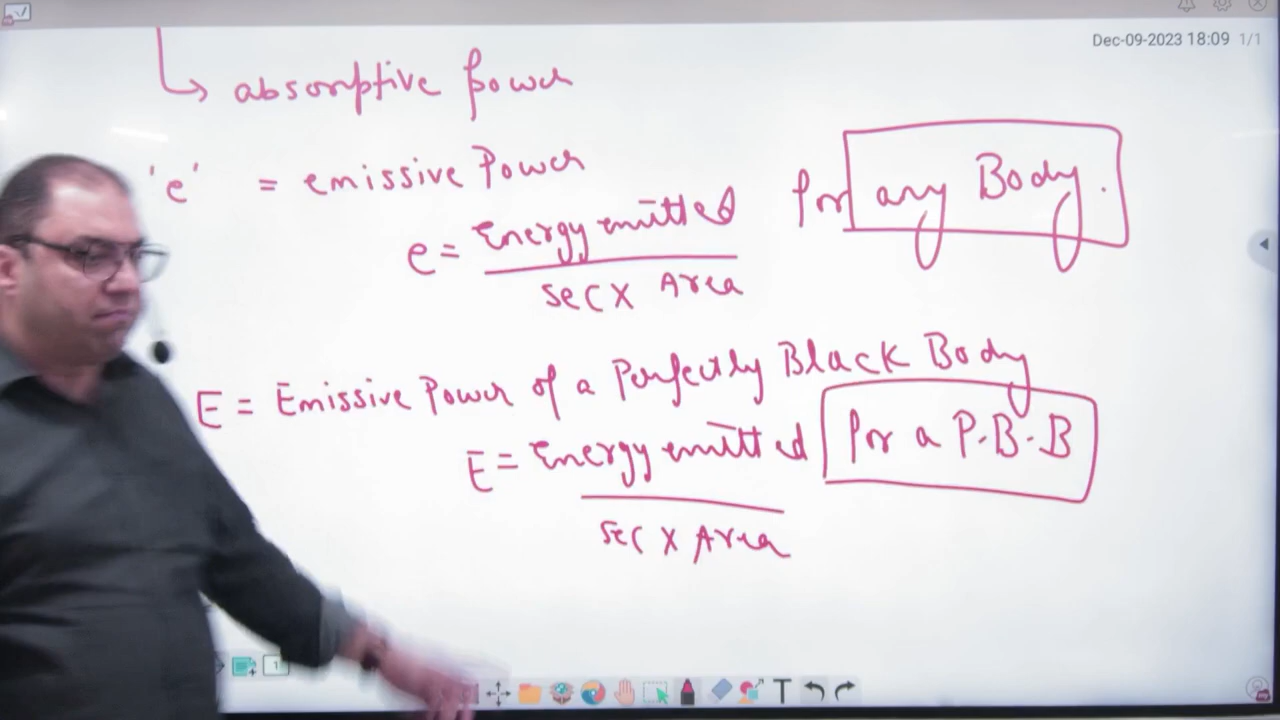 Dec-09-2023 18:09 1/1
absorptive power
'e' = emissive Power
e = Energy emitted for any Body.
sec x Area
E = Emissive Power of a Perfectly Black Body
E = Energy emitted for a P.B.B
sec x Area
1
T